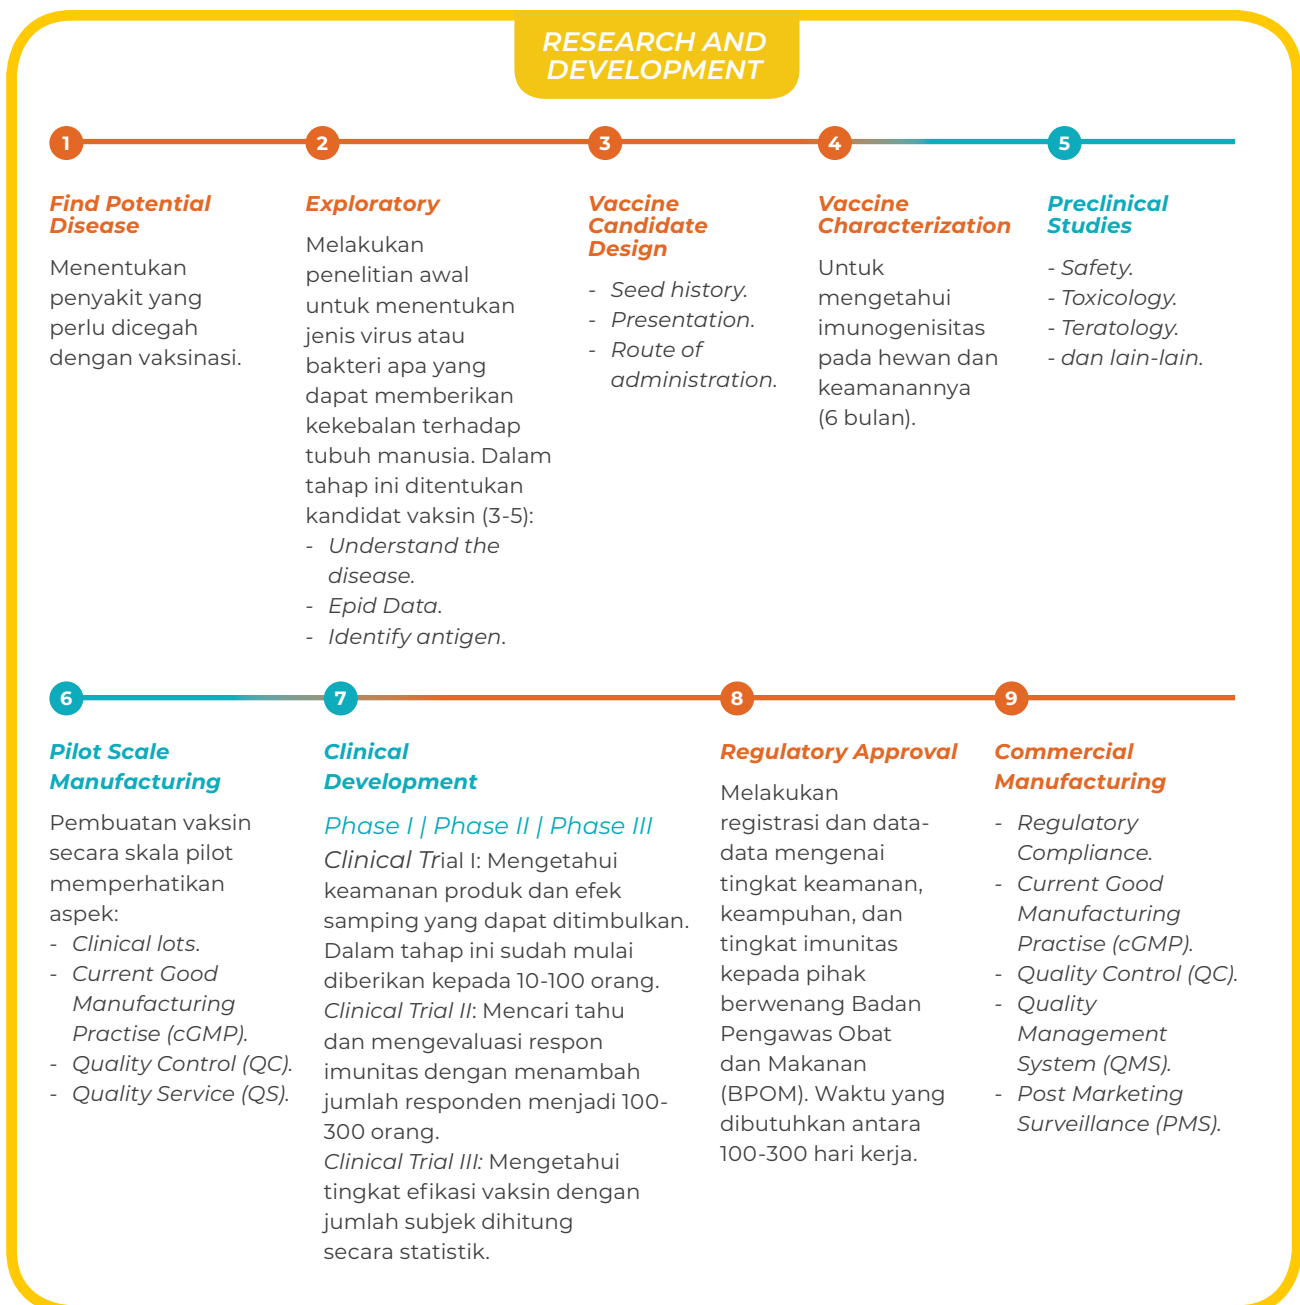 RESEARCH AND
DEVELOPMENT
1
Find Potential
Disease
Menentukan
penyakit yang
perlu dicegah
dengan vaksinasi.
2
Exploratory
Melakukan
penelitian awal
untuk menentukan
jenis virus atau
bakteri apa yang
dapat memberikan
kekebalan terhadap
tubuh manusia. Dalam
tahap ini ditentukan
kandidat vaksin (3-5):
- Understand the
disease.
- Epid Data.
- Identify antigen.
3
Vaccine
Candidate
Design
- Seed history.
- Presentation.
- Route of
administration.
4
Vaccine
Characterization
Untuk
mengetahui
imunogenisitas
pada hewan dan
keamanannya
(6 bulan).
5
Preclinical
Studies
- Safety.
- Toxicology.
- Teratology.
- dan lain-lain.
6
Pilot Scale
Manufacturing
Pembuatan vaksin
secara skala pilot
memperhatikan
aspek:
- Clinical lots.
- Current Good
Manufacturing
Practise (cGMP).
- Quality Control (QC).
- Quality Service (QS).
7
Clinical
Development
Phase I | Phase II | Phase III
Clinical Trial I: Mengetahui
keamanan produk dan efek
samping yang dapat ditimbulkan.
Dalam tahap ini sudah mulai
diberikan kepada 10-100 orang.
Clinical Trial II: Mencari tahu
dan mengevaluasi respon
imunitas dengan menambah
jumlah responden menjadi 100-
300 orang.
Clinical Trial III: Mengetahui
tingkat efikasi vaksin dengan
jumlah subjek dihitung
secara statistik.
8
Regulatory Approval
Melakukan
registrasi dan data-
data mengenai
tingkat keamanan,
keampuhan, dan
tingkat imunitas
kepada pihak
berwenang Badan
Pengawas Obat
dan Makanan
(BPOM). Waktu yang
dibutuhkan antara
100-300 hari kerja.
9
Commercial
Manufacturing
- Regulatory
Compliance.
- Current Good
Manufacturing
Practise (cGMP).
- Quality Control (QC).
- Quality
Management
System (QMS).
- Post Marketing
Surveillance (PMS).